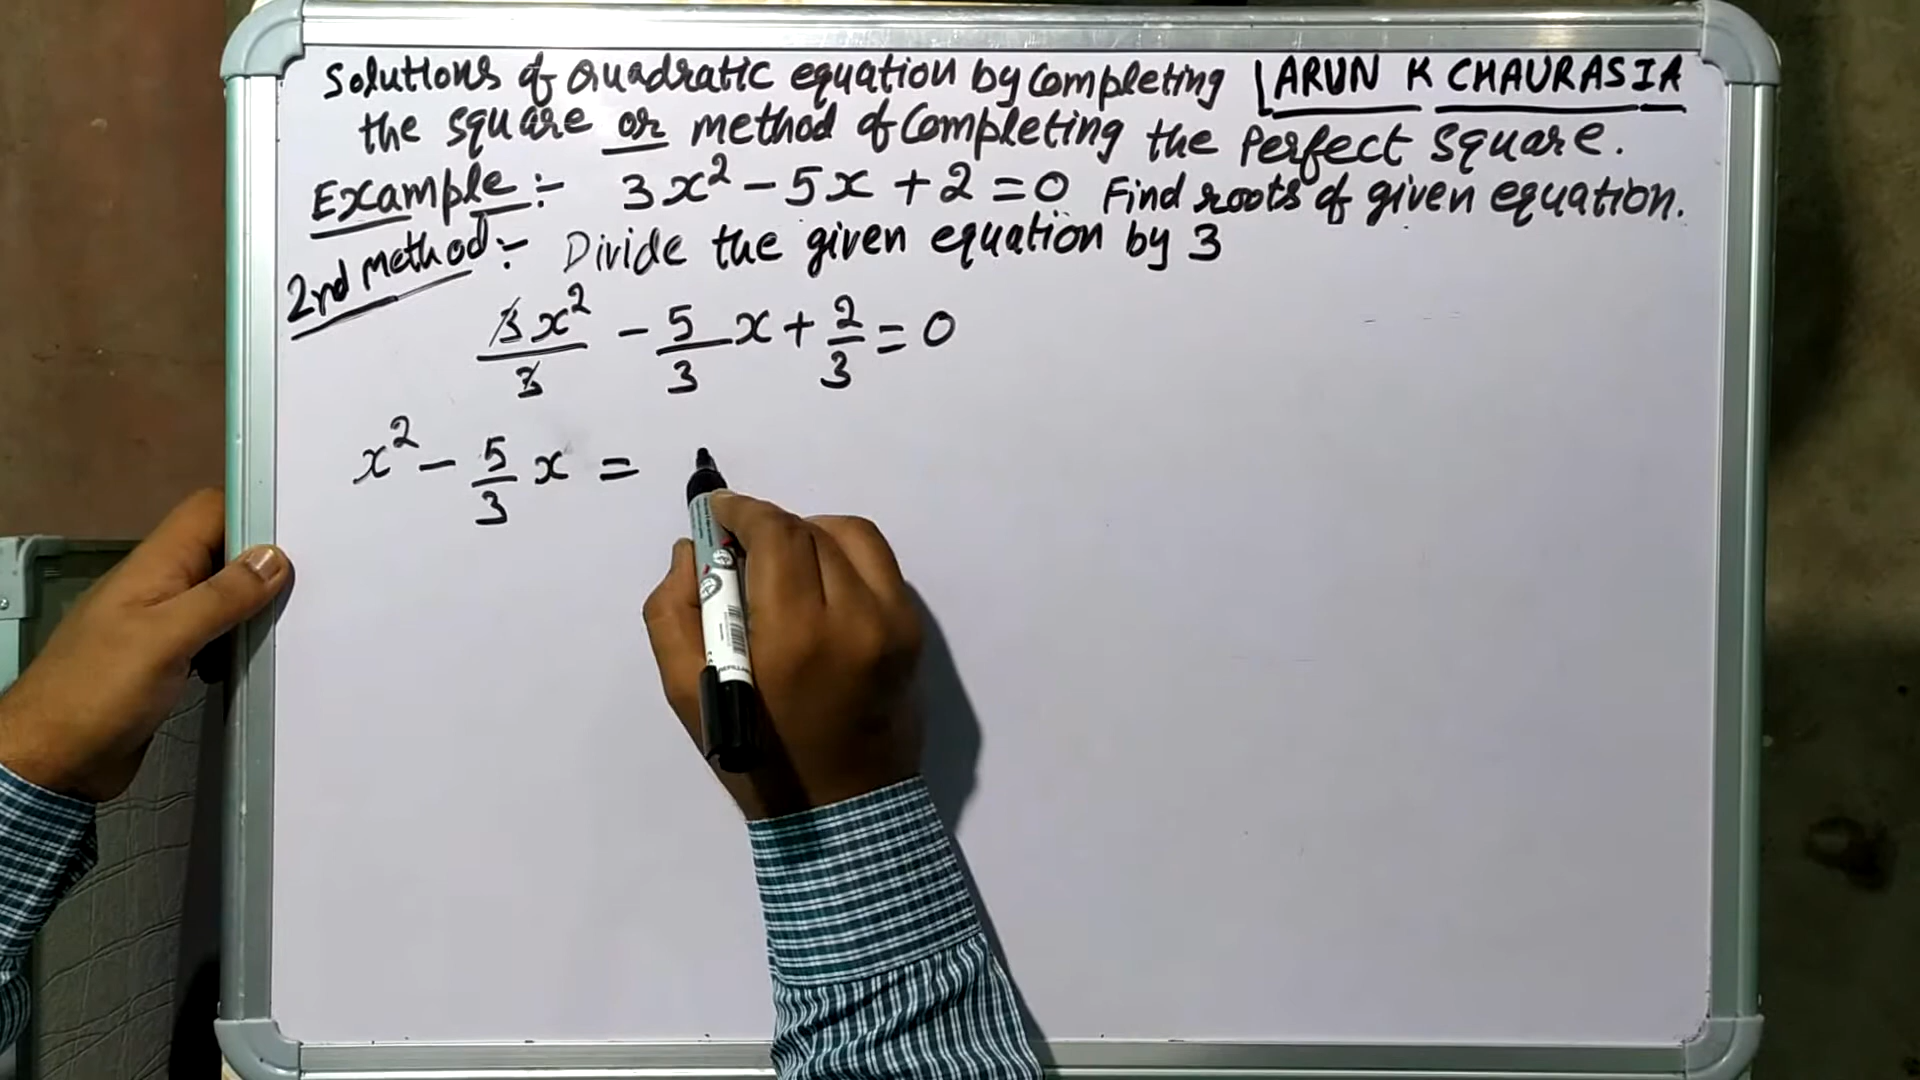 Solutions of Quadratic equation by Completing ARUN K CHAURASIA
the square or method of Completing the Perfect Square.
Example:- 3x² - 5x + 2 = 0 Find roots of given equation.
2nd method:- Divide the given equation by 3
3x²/3 - 5/3 x + 2/3 = 0
x² - 5/3 x =